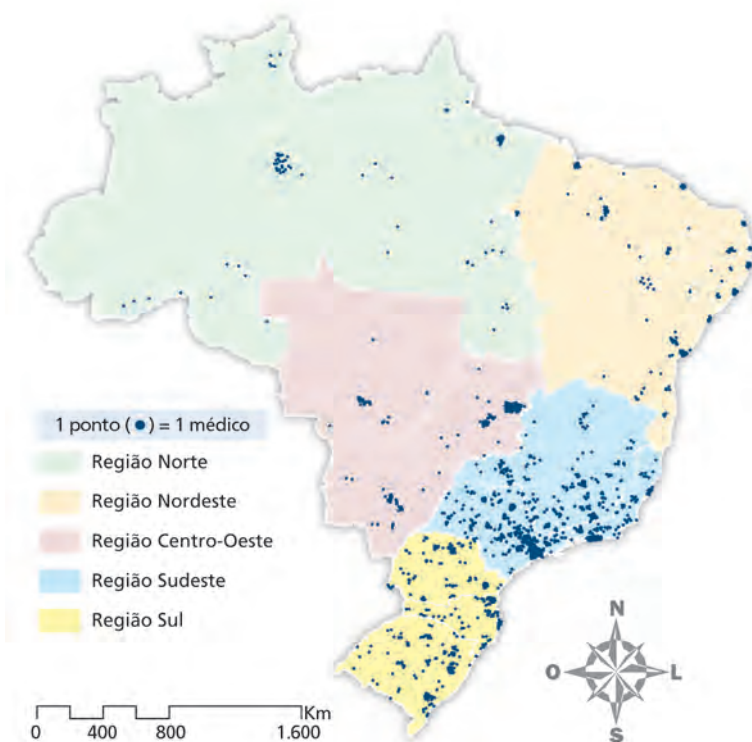 1 ponto (●) = 1 médico
Região Norte
Região Nordeste
Região Centro-Oeste
Região Sudeste
Região Sul
N
O L
S
Km
0 400 800 1.600